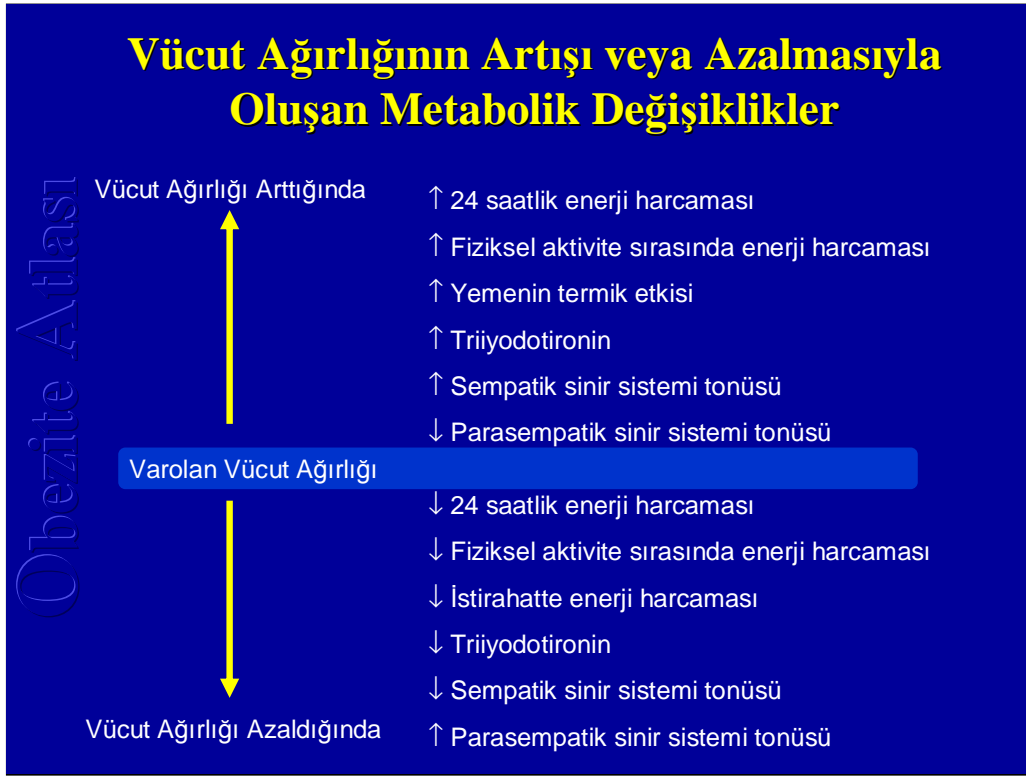 Vücut Ağırlığının Artışı veya Azalmasıyla
Oluşan Metabolik Değişiklikler
Obezite Atlası
Vücut Ağırlığı Arttığında
↑ 24 saatlik enerji harcaması
↑ Fiziksel aktivite sırasında enerji harcaması
↑ Yemenin termik etkisi
↑ Triiyodotironin
↑ Sempatik sinir sistemi tonüsü
↓ Parasempatik sinir sistemi tonüsü
Varolan Vücut Ağırlığı
↓ 24 saatlik enerji harcaması
↓ Fiziksel aktivite sırasında enerji harcaması
↓ İstirahatte enerji harcaması
↓ Triiyodotironin
↓ Sempatik sinir sistemi tonüsü
Vücut Ağırlığı Azaldığında
↑ Parasempatik sinir sistemi tonüsü